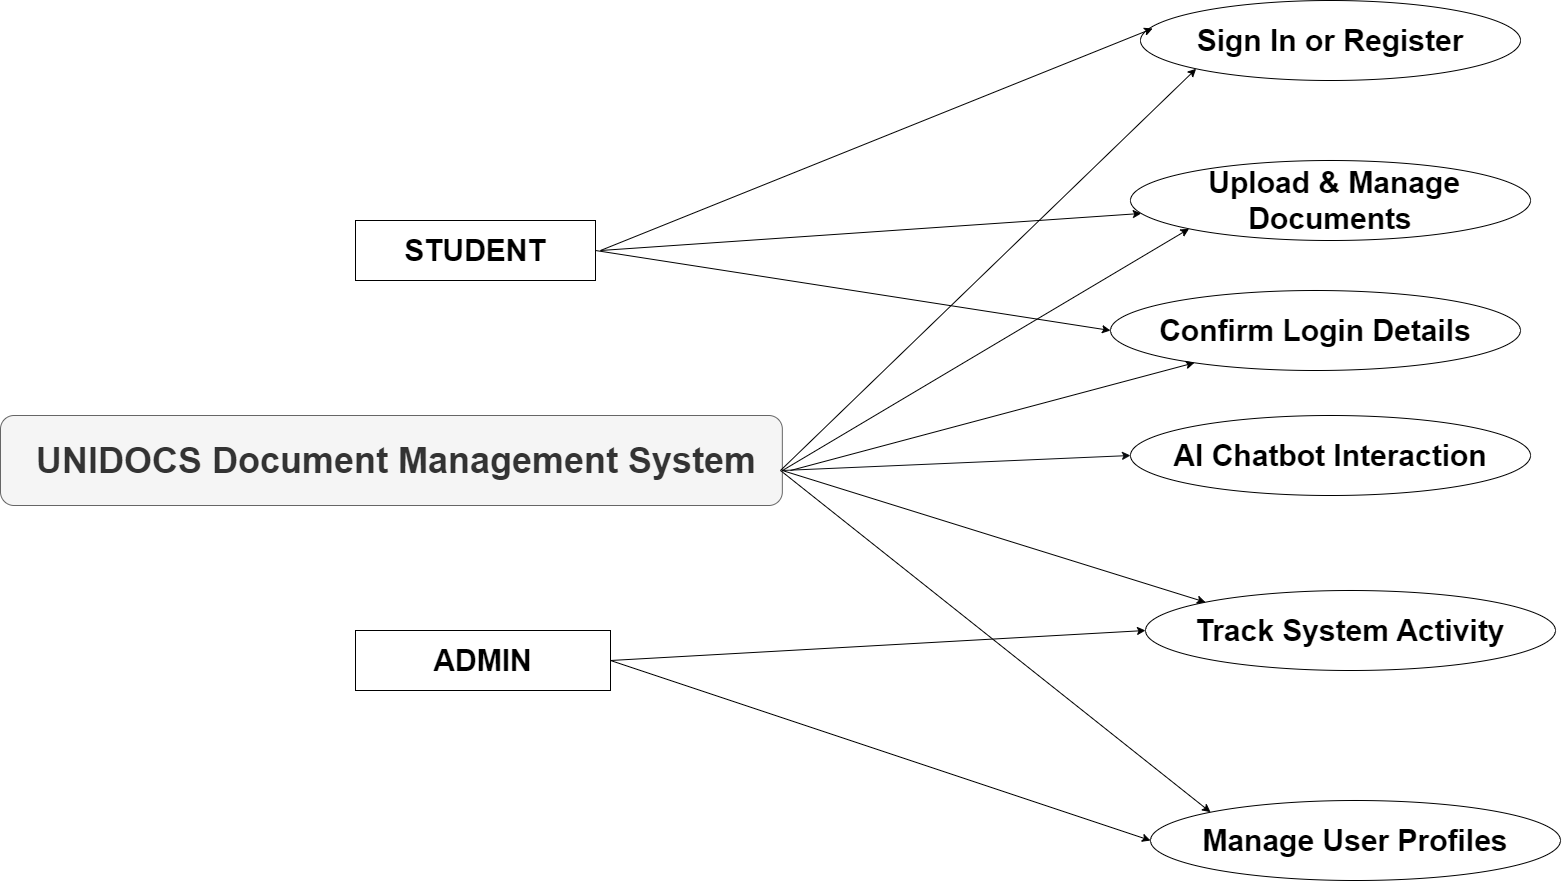 Sign In or Register
Upload & Manage
Documents
STUDENT
Confirm Login Details
UNIDOCS Document Management System
AI Chatbot Interaction
Track System Activity
ADMIN
Manage User Profiles